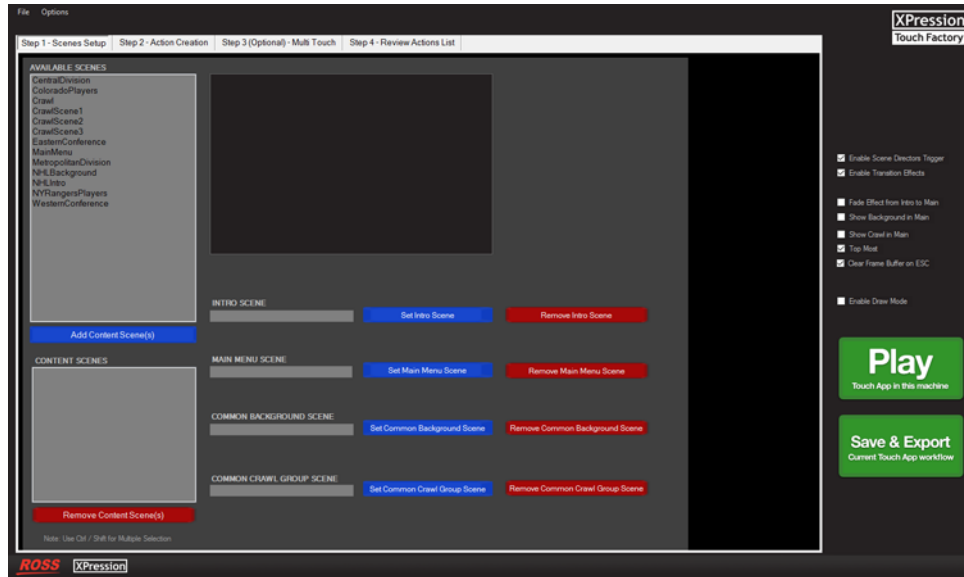 File Options
XPression
Touch Factory
Step 1 - Scenes Setup Step 2 - Action Creation Step 3 (Optional) - Multi Touch Step 4 - Review Actions List
AVAILABLE SCENES
CentralDivision
ColoradoPlayers
Crawl
CrawlScene1
CrawlScene2
CrawlScene3
EasternConference
MainMenu
MetropolitanDivision
NHLBackground
NHLIntro
NYRangersPlayers
WesternConference
Add Content Scene(s)
CONTENT SCENES
Remove Content Scene(s)
Note: Use Ctrl / Shift for Multiple Selection
INTRO SCENE
Set Intro Scene Remove Intro Scene
MAIN MENU SCENE
Set Main Menu Scene Remove Main Menu Scene
COMMON BACKGROUND SCENE
Set Common Background Scene Remove Common Background Scene
COMMON CRAWL GROUP SCENE
Set Common Crawl Group Scene Remove Common Crawl Group Scene
Enable Scene Directors Trigger
Enable Transition Effects
Fade Effect from Intro to Main
Show Background in Main
Show Crawl in Main
Top Most
Clear Frame Buffer on ESC
Enable Draw Mode
Play
Touch App in this machine
Save & Export
Current Touch App workflow
ROSS XPression